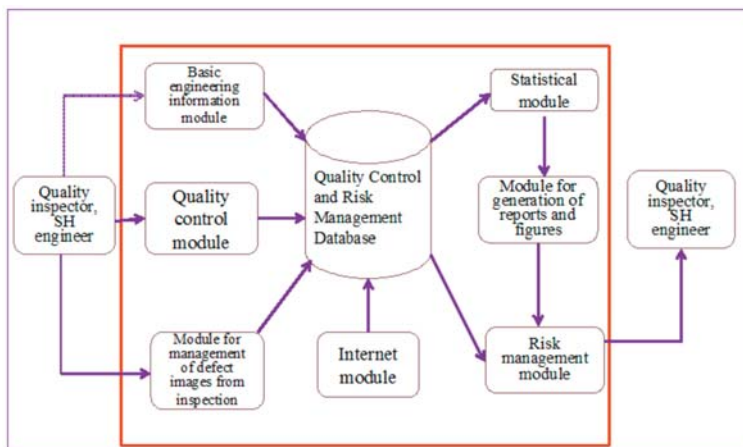 Basic
engineering
information
module
Statistical
module
Quality
inspector,
SH
engineer
Quality
control
module
Quality Control
and Risk
Management
Database
Module for
generation of
reports and
figures
Quality
inspector,
SH
engineer
Module for
management
of defect
images from
inspection
Internet
module
Risk
management
module